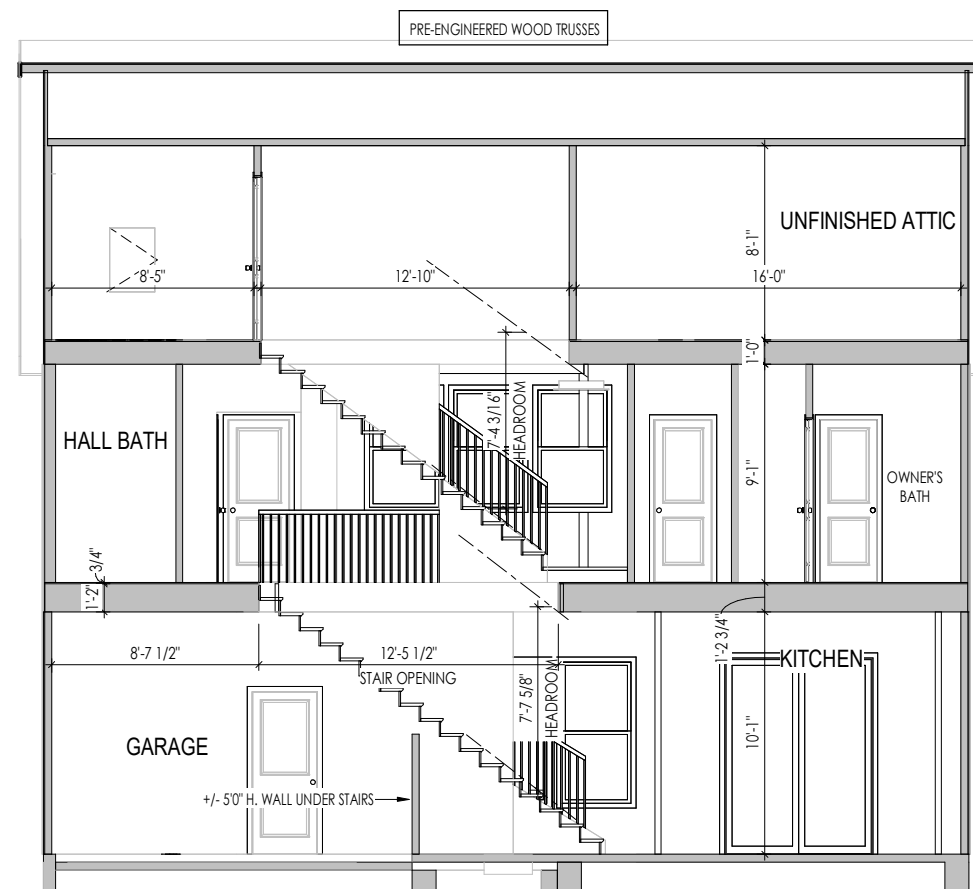 PRE-ENGINEERED WOOD TRUSSES
UNFINISHED ATTIC
8'-1"
8'-5"
12'-10"
16'-0"
1'-0"
HALL BATH
7'-4 3/16"
HEADROOM
9'-1"
OWNER'S
BATH
3/4"
1'-2"
8'-7 1/2"
12'-5 1/2"
STAIR OPENING
1'-2 3/4"
KITCHEN
7'-7 5/8"
HEADROOM
10'-1"
GARAGE
+/- 5'0" H. WALL UNDER STAIRS